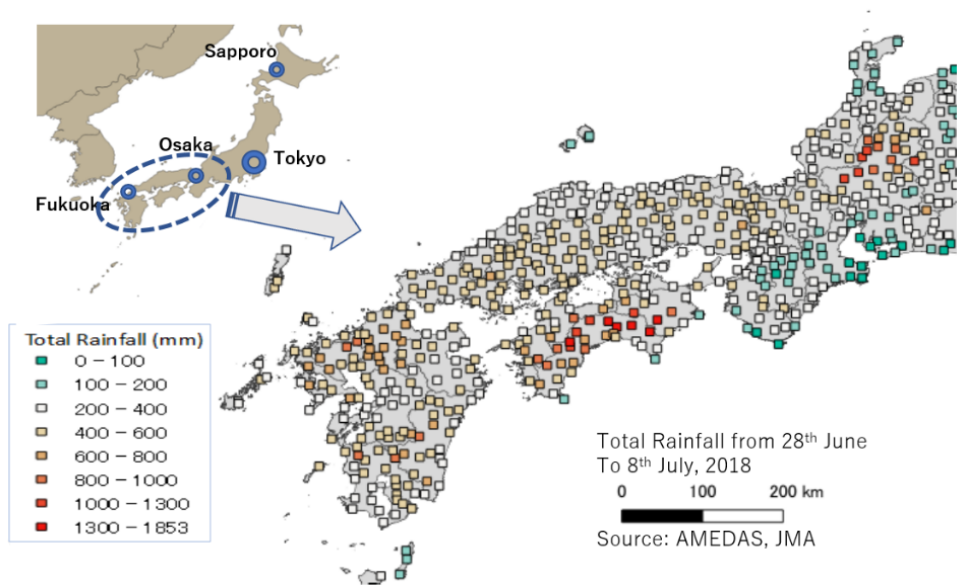 Sapporo
Osaka
Tokyo
Fukuoka
Total Rainfall (mm)
0 – 100
100 – 200
200 – 400
400 – 600
600 – 800
800 – 1000
1000 – 1300
1300 – 1853
Total Rainfall from 28th June
To 8th July, 2018
0 100 200 km
Source: AMEDAS, JMA